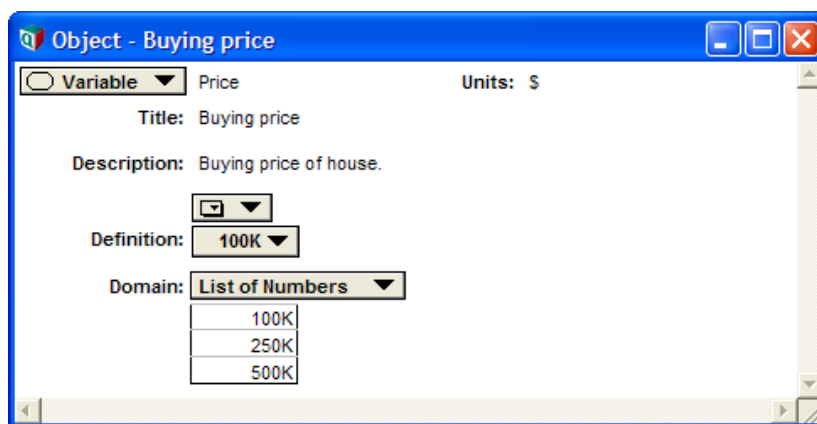 Object - Buying price
Variable Price Units: $
Title: Buying price
Description: Buying price of house.
Definition: 100K
Domain: List of Numbers
100K
250K
500K